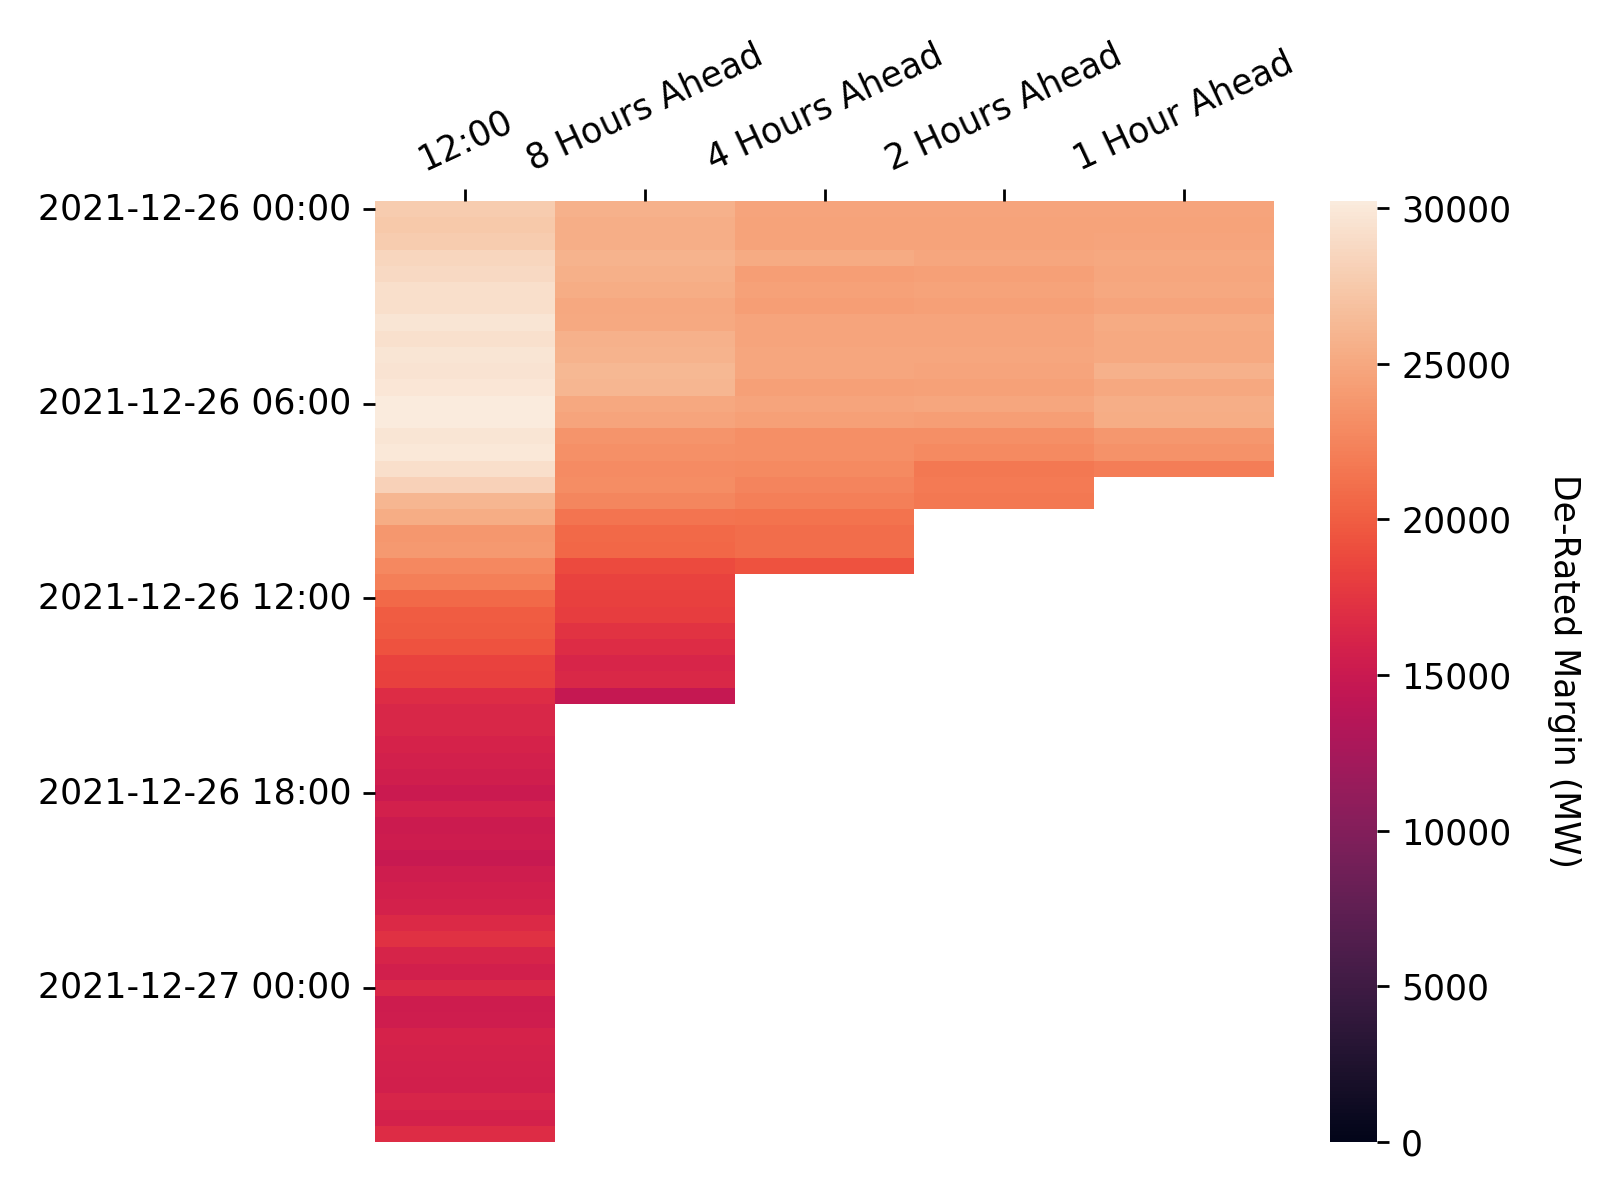 12:00
8 Hours Ahead
4 Hours Ahead
2 Hours Ahead
1 Hour Ahead
2021-12-26 00:00
2021-12-26 06:00
2021-12-26 12:00
2021-12-26 18:00
2021-12-27 00:00
30000
25000
20000
15000
10000
5000
0
De-Rated Margin (MW)